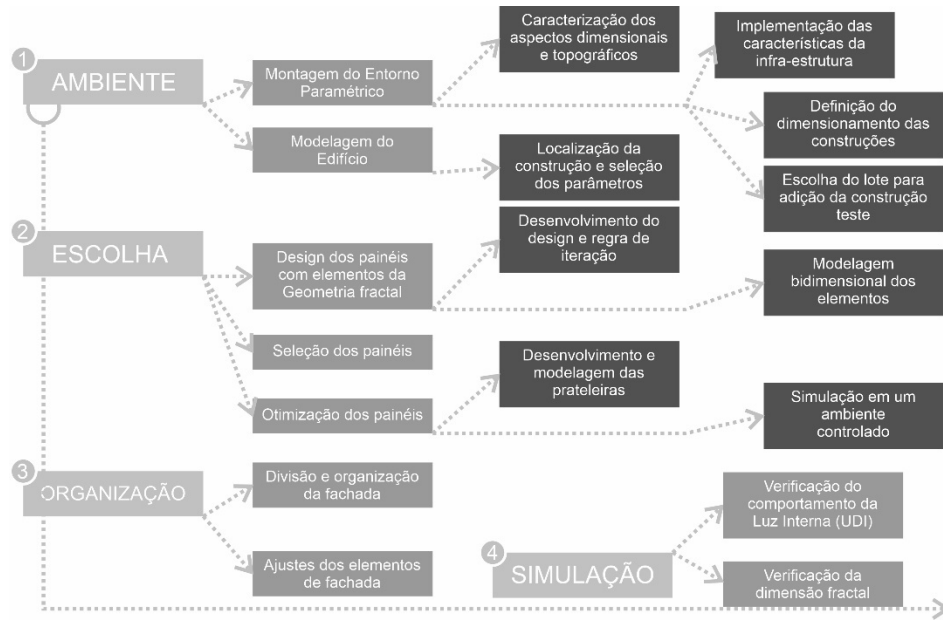 1
AMBIENTE
Montagem do Entorno
Paramétrico
Modelagem do
Edifício
Caracterização dos
aspectos dimensionais
e topográficos
Localização da
construção e seleção
dos parâmetros
Implementação das
características da
infra-estrutura
Definição do
dimensionamento das
construções
Escolha do lote para
adição da construção
teste
2
ESCOLHA
Design dos painéis
com elementos da
Geometria fractal
Seleção dos painéis
Otimização dos painéis
Desenvolvimento do
design e regra de
iteração
Modelagem
bidimensional dos
elementos
Desenvolvimento e
modelagem das
prateleiras
Simulação em um
ambiente
controlado
3
ORGANIZAÇÃO
Divisão e organização
da fachada
Ajustes dos elementos
de fachada
4
SIMULAÇÃO
Verificação do
comportamento da
Luz Interna (UDI)
Verificação da
dimensão fractal